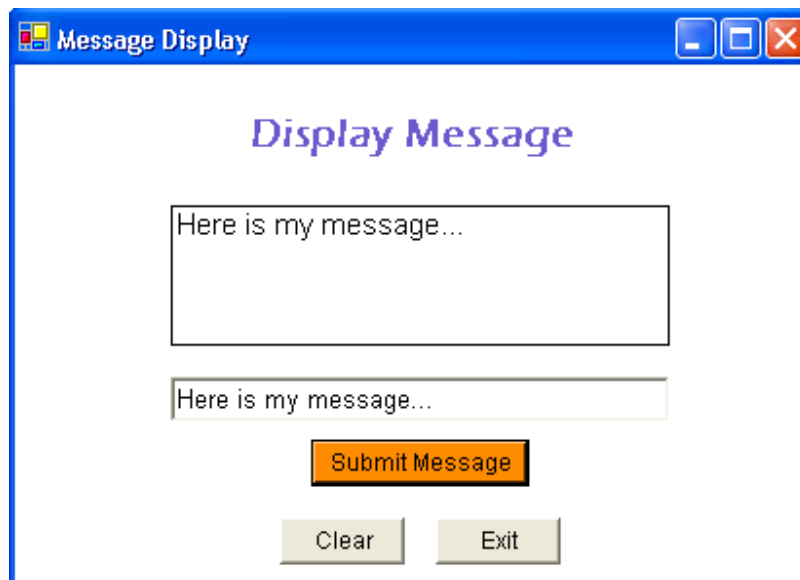 Message Display
Display Message
Here is my message...
Here is my message...
Submit Message
Clear
Exit